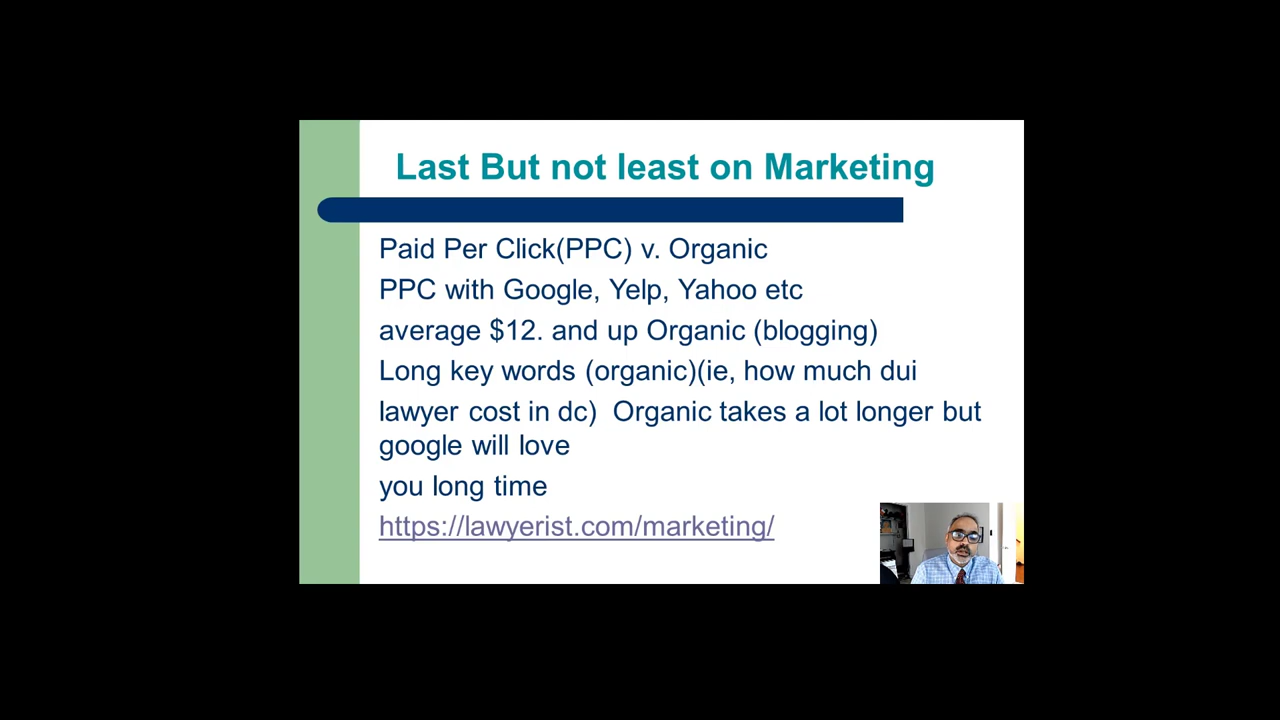 Last But not least on Marketing
Paid Per Click(PPC) v. Organic
PPC with Google, Yelp, Yahoo etc
average $12. and up Organic (blogging)
Long key words (organic)(ie, how much dui
lawyer cost in dc)  Organic takes a lot longer but
google will love
you long time
https://lawyerist.com/marketing/